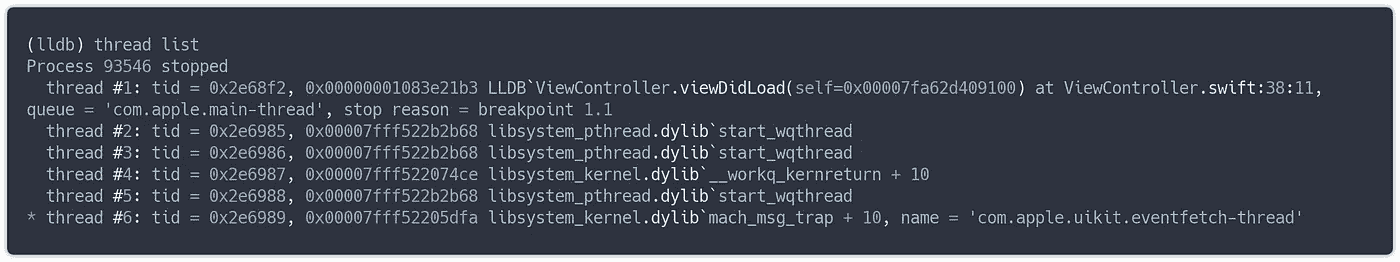 (lldb) thread list
Process 93546 stopped
thread #1: tid = 0x2e68f2, 0x00000001083e21b3 LLDB`ViewController.viewDidLoad(self=0x00007fa62d409100) at ViewController.swift:38:11,
queue = 'com.apple.main-thread', stop reason = breakpoint 1.1
thread #2: tid = 0x2e6985, 0x00007fff522b2b68 libsystem_pthread.dylib`start_wqthread
thread #3: tid = 0x2e6986, 0x00007fff522b2b68 libsystem_pthread.dylib`start_wqthread
thread #4: tid = 0x2e6987, 0x00007fff522074ce libsystem_kernel.dylib`__workq_kernreturn + 10
thread #5: tid = 0x2e6988, 0x00007fff522b2b68 libsystem_pthread.dylib`start_wqthread
* thread #6: tid = 0x2e6989, 0x00007fff52205dfa libsystem_kernel.dylib`mach_msg_trap + 10, name = 'com.apple.uikit.eventfetch-thread'